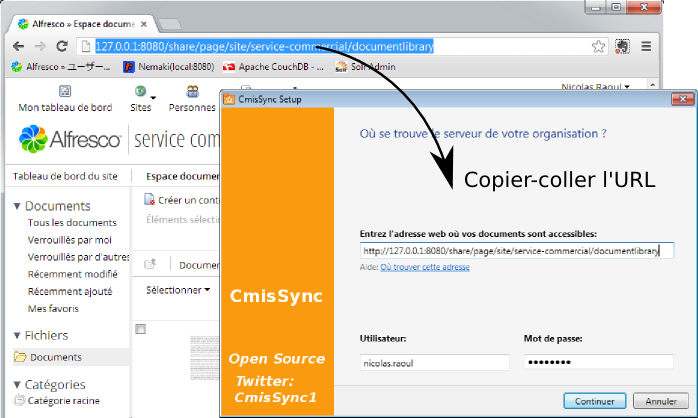 Alfresco » Espace docume
127.0.0.1:8080/share/page/site/service-commercial/documentlibrary
Alfresco » ユーザー... Nemaki(local:8080) Apache CouchDB - ... Solr Admin
Nicolas Raoul
Mon tableau de bord Sites Personnes
CmisSync Setup
Alfresco service com
Où se trouve le serveur de votre organisation ?
Copier-coller l'URL
Tableau de bord du site Espace documen
Documents
Tous les documents
Verrouillés par moi
Verrouillés par d'autres
Récemment modifié
Récemment ajouté
Mes favoris
Fichiers
Documents
Catégories
Catégorie racine
Créer un conte
Éléments sélectio
Documen
Sélectionner
Entrez l'adresse web où vos documents sont accessibles:
http://127.0.0.1:8080/share/page/site/service-commercial/documentlibrary
Aide: Où trouver cette adresse
CmisSync
Open Source
Twitter:
CmisSync1
Utilisateur: Mot de passe:
nicolas.raoul ••••••••
Continuer Annuler